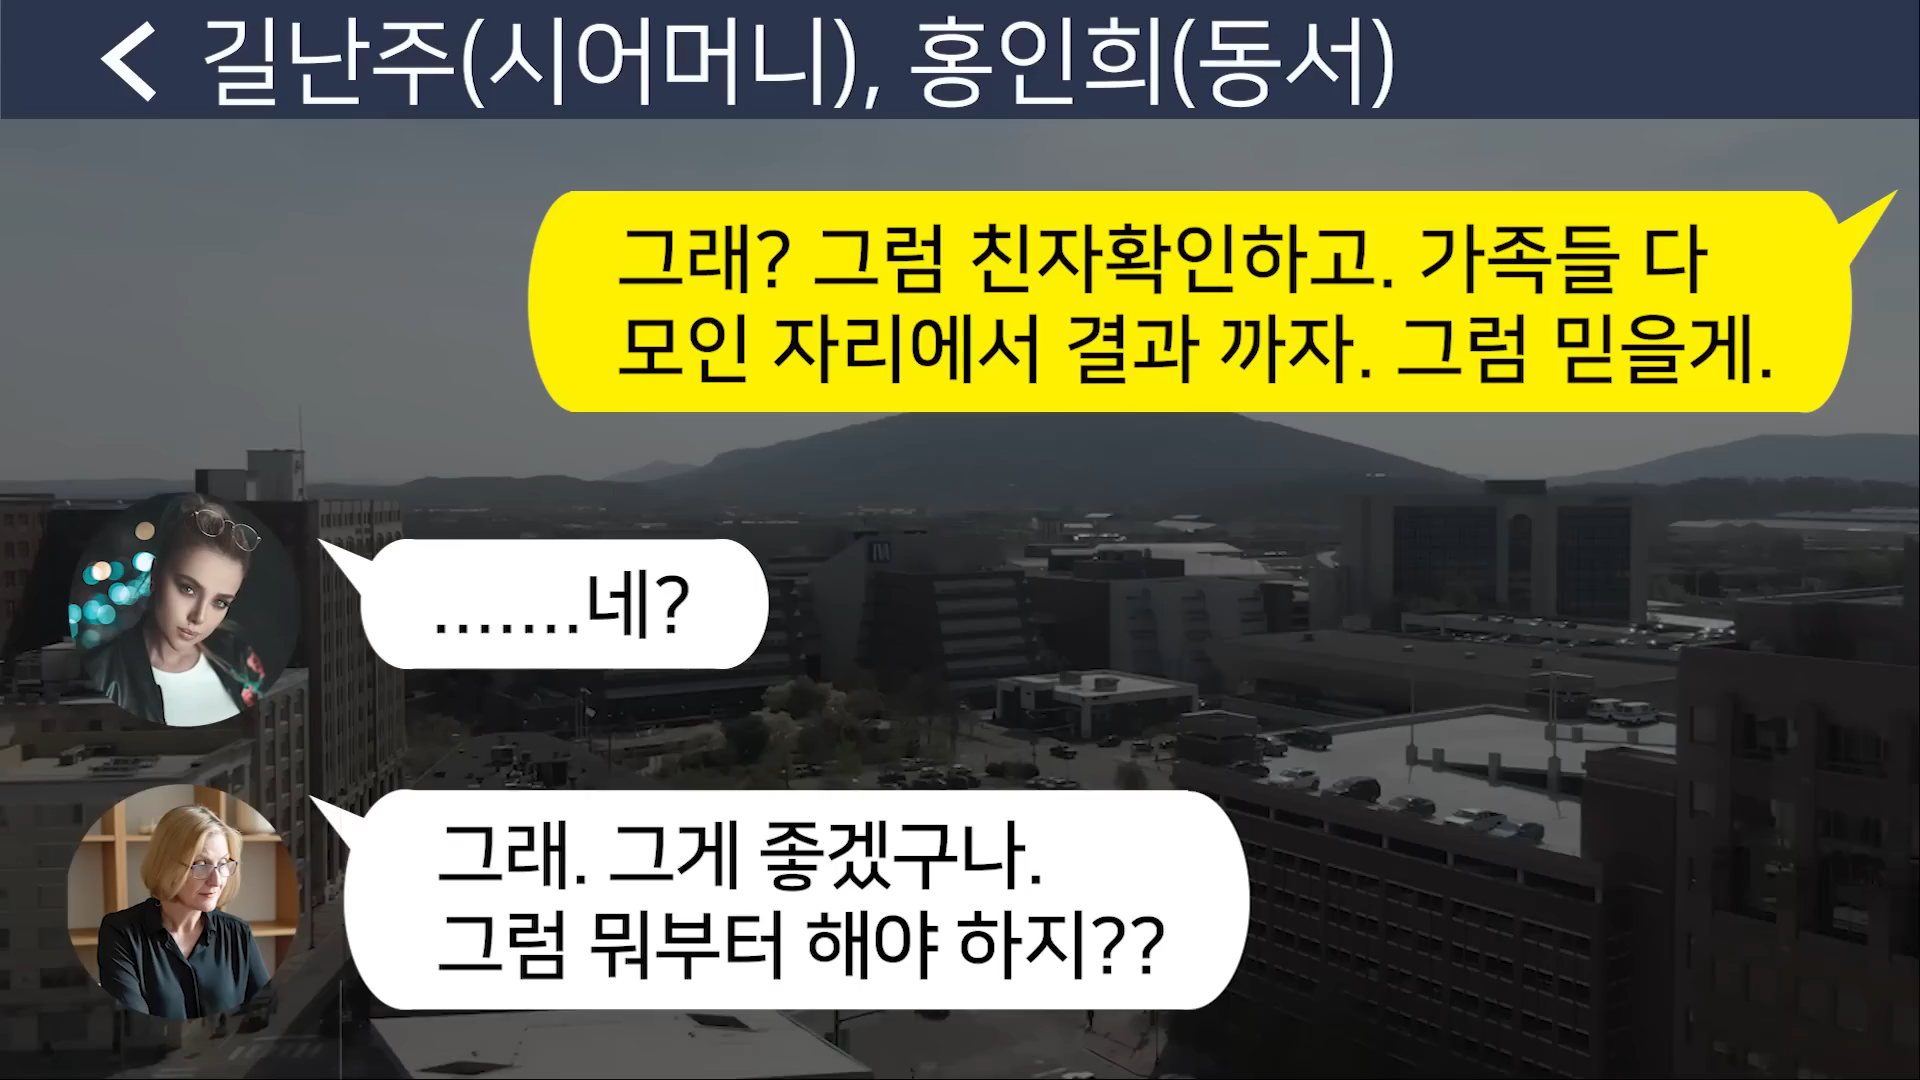 길난주(시어머니), 홍인희(동서)
그래? 그럼 친자확인하고. 가족들 다
모인 자리에서 결과 까자. 그럼 믿을게.
.......네?
그래. 그게 좋겠구나.
그럼 뭐부터 해야 하지??